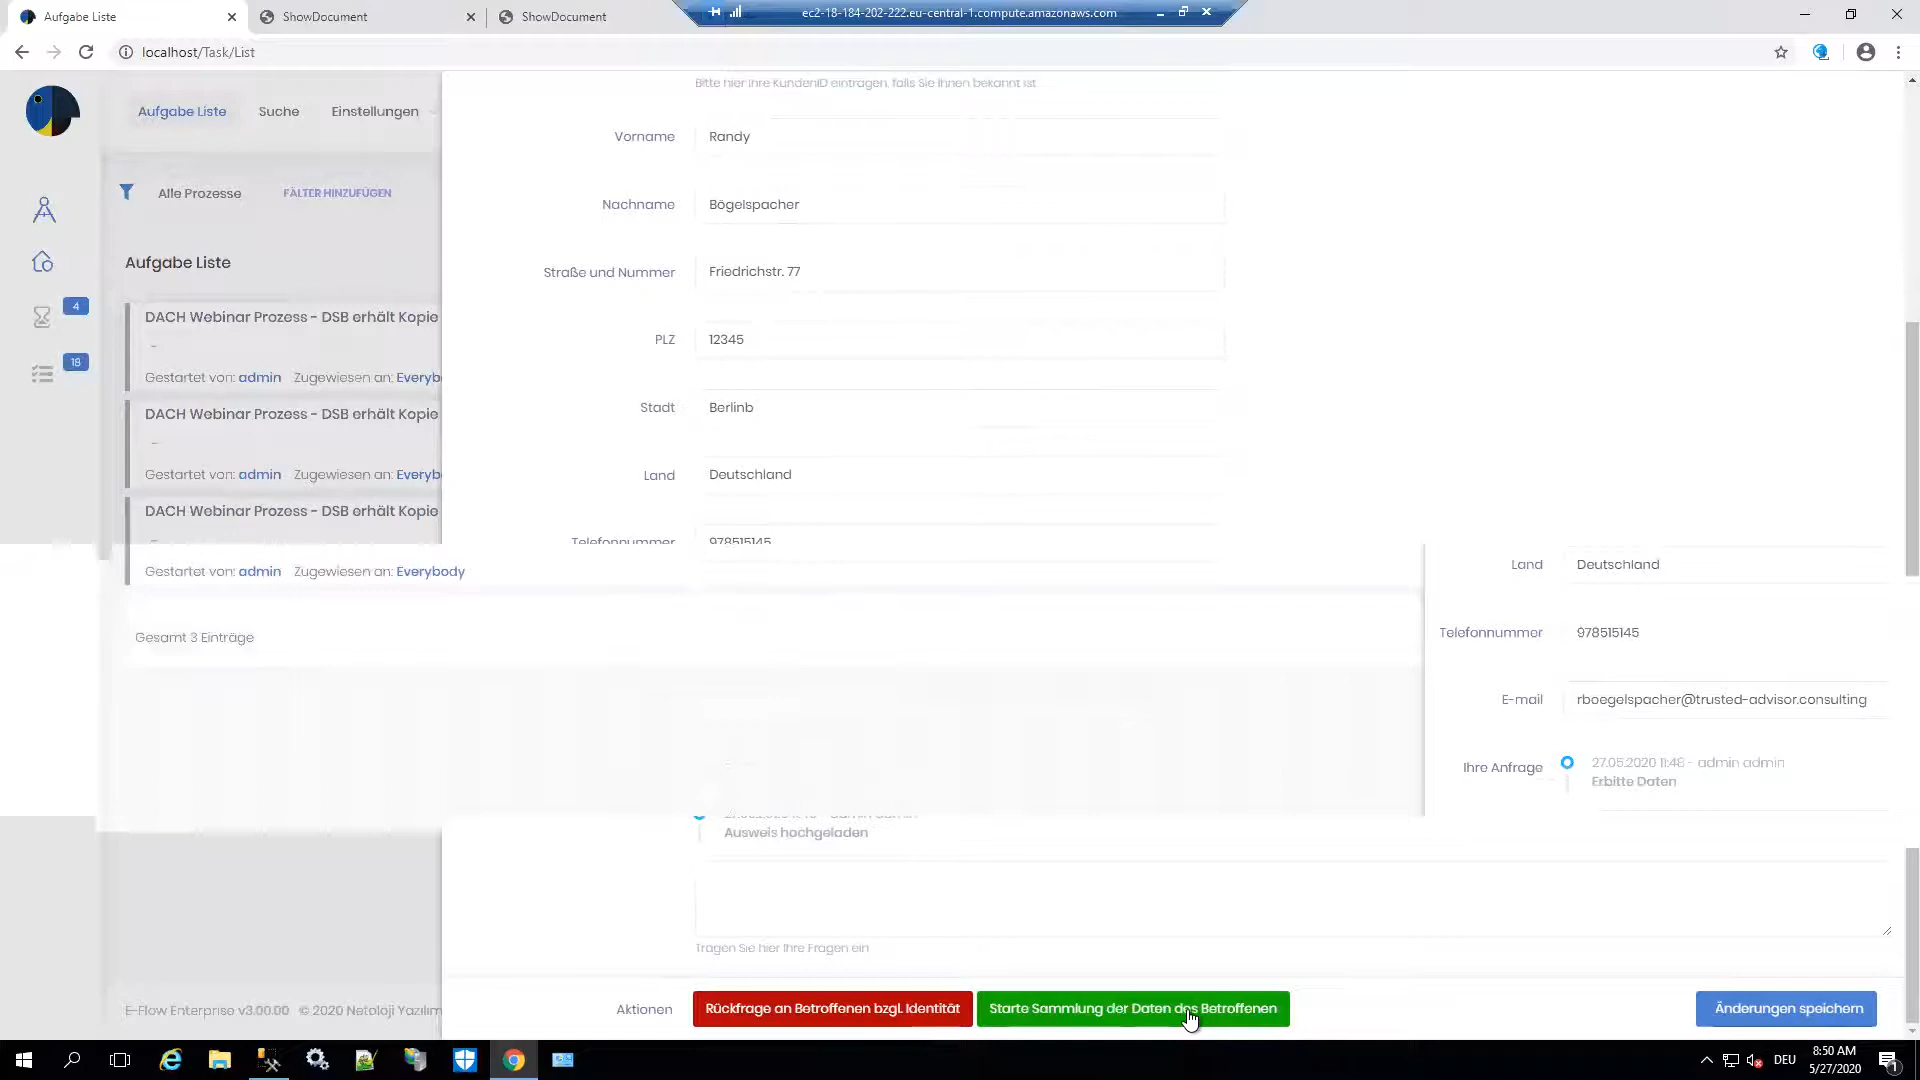 Aufgabe Liste
ShowDocument
ShowDocument
ec2-18-184-202-222.eu-central-1.compute.amazonaws.com
localhost/Task/List
Aufgabe Liste
Suche
Einstellungen
Bitte hier Ihre KundenID eintragen, falls Sie Ihnen bekannt ist
Vorname
Randy
Alle Prozesse
FÄLTER HINZUFÜGEN
Nachname
Bögelspacher
Aufgabe Liste
Straße und Nummer
Friedrichstr. 77
4
DACH Webinar Prozess - DSB erhält Kopie
-
PLZ
12345
18
Gestartet von: admin Zugewiesen an: Everyb
DACH Webinar Prozess - DSB erhält Kopie
-
Stadt
Berlinb
Gestartet von: admin Zugewiesen an: Everyb
Land
Deutschland
DACH Webinar Prozess - DSB erhält Kopie
-
Telefonnummer
978515145
Gestartet von: admin Zugewiesen an: Everybody
Land
Deutschland
Gesamt 3 Einträge
Telefonnummer
978515145
E-mail
rboegelspacher@trusted-advisor.consulting
Ihre Anfrage
27.05.2020 11:48 - admin admin
Erbitte Daten
Ausweis hochgeladen
Tragen Sie hier Ihre Fragen ein
E-Flow Enterprise v3.00.00 © 2020 Netoloji Yazılım
Aktionen
Rückfrage an Betroffenen bzgl. Identität
Starte Sammlung der Daten des Betroffenen
Änderungen speichern
DEU
8:50 AM
5/27/2020
1